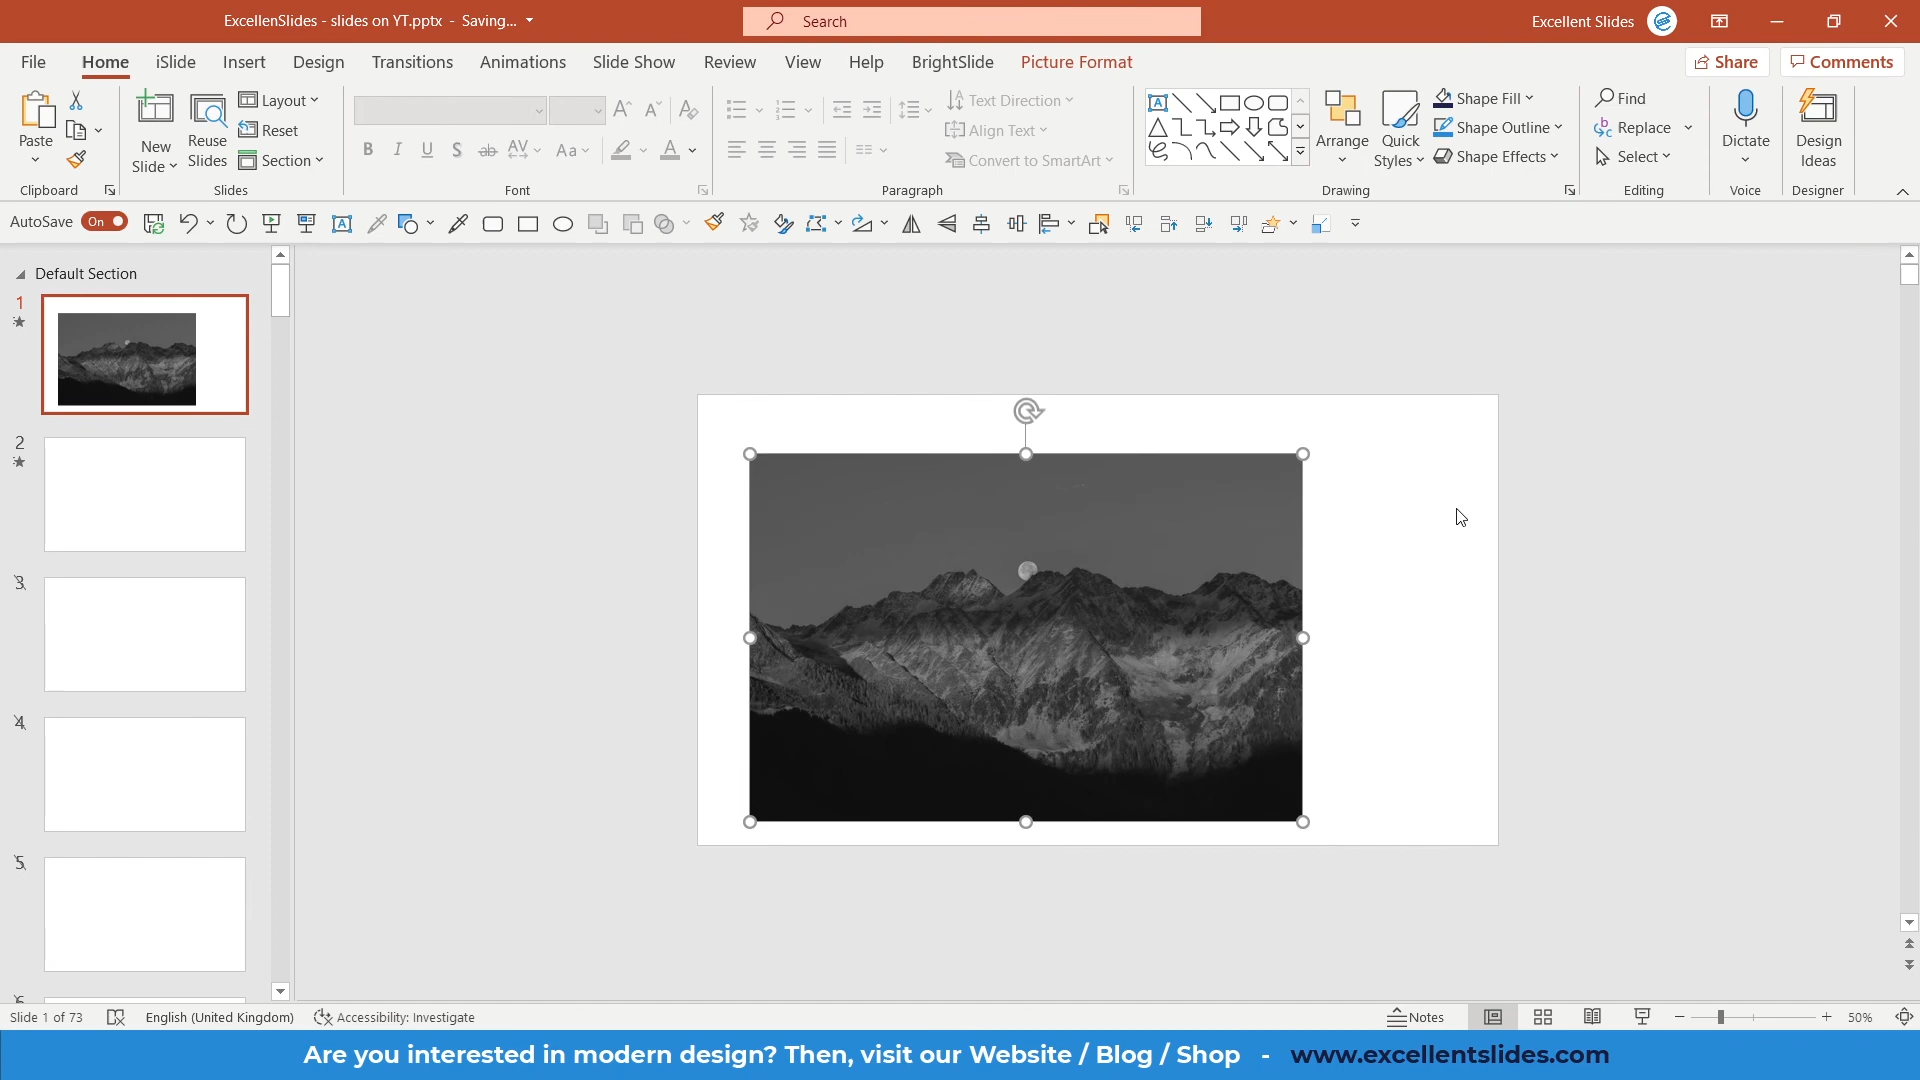 ExcellenSlides - slides on YT.pptx - Saving...
Search
Excellent Slides
File Home iSlide Insert Design Transitions Animations Slide Show Review View Help BrightSlide Picture Format
Share Comments
Paste
New Slide
Reuse Slides
Layout
Reset
Section
B I U S ab AV Aa A
Text Direction
Align Text
Convert to SmartArt
Arrange
Quick Styles
Shape Fill
Shape Outline
Shape Effects
Find
Replace
Select
Dictate
Design Ideas
Clipboard Slides Font Paragraph Drawing Editing Voice Designer
AutoSave On
Default Section
1
2
3
4
5
6
Slide 1 of 73 English (United Kingdom) Accessibility: Investigate Notes 50%
Are you interested in modern design? Then, visit our Website / Blog / Shop - www.excellentslides.com